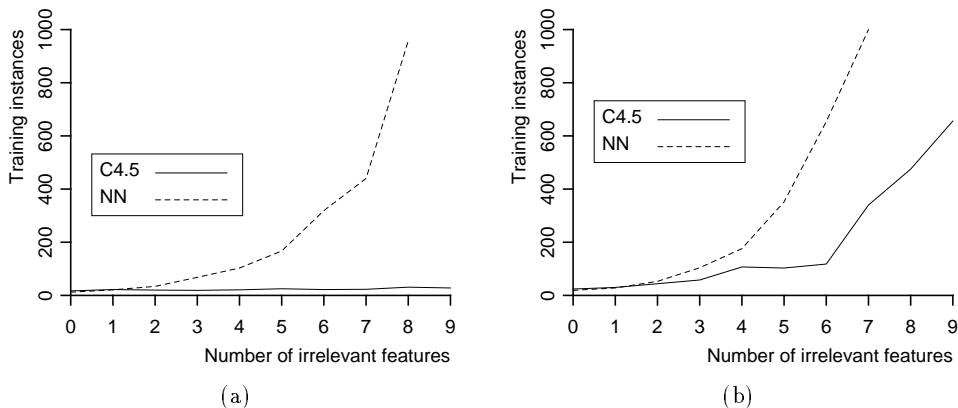 Training instances
1000
800
600
400
200
0
C4.5
NN
0 1 2 3 4 5 6 7 8 9
Number of irrelevant features
(a)
Training instances
1000
800
600
400
200
0
C4.5
NN
0 1 2 3 4 5 6 7 8 9
Number of irrelevant features
(b)